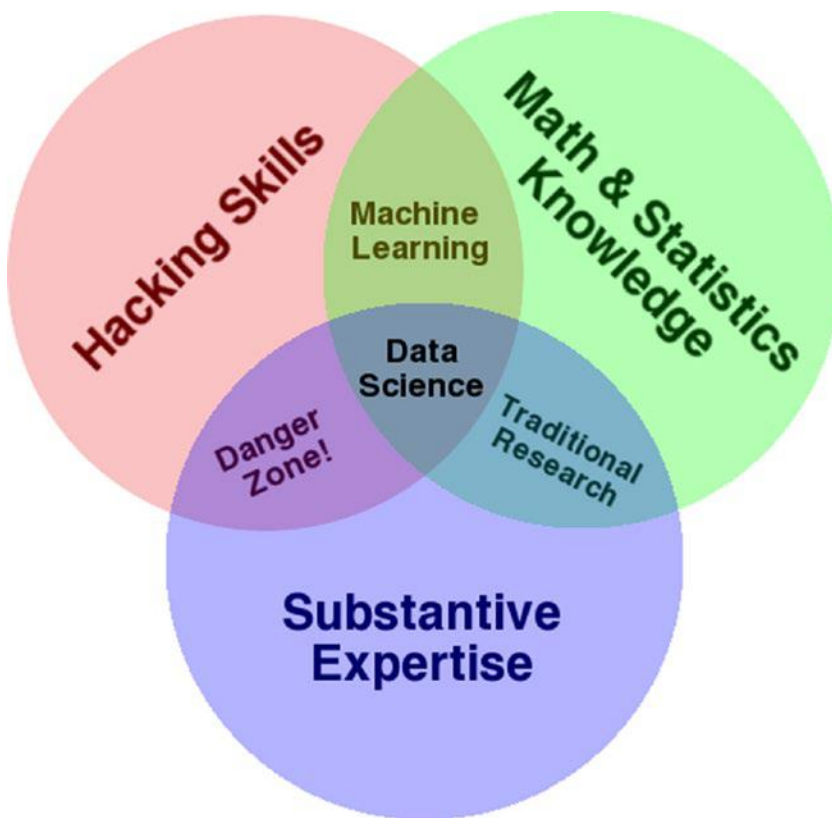 Hacking Skills
Math & Statistics
Knowledge
Machine
Learning
Data
Science
Danger
Zone!
Traditional
Research
Substantive
Expertise